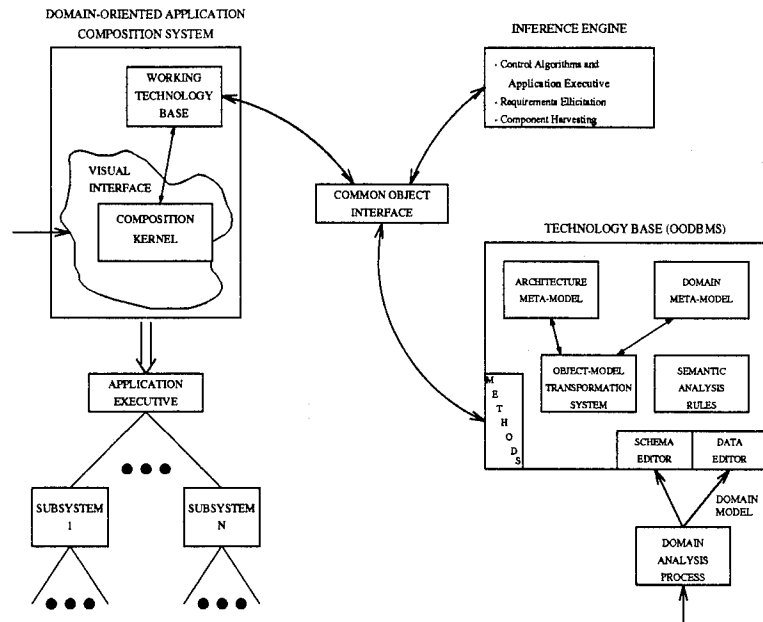 DOMAIN-ORIENTED APPLICATION
COMPOSITION SYSTEM
WORKING
TECHNOLOGY
BASE
VISUAL
INTERFACE
COMPOSITION
KERNEL
APPLICATION
EXECUTIVE
SUBSYSTEM
1
SUBSYSTEM
N
INFERENCE ENGINE
- Control Algorithms and
Application Executive
- Requirements Ellicitation
- Component Harvesting
COMMON OBJECT
INTERFACE
TECHNOLOGY BASE (OODBMS)
ARCHITECTURE
META-MODEL
DOMAIN
META-MODEL
OBJECT-MODEL
TRANSFORMATION
SYSTEM
SEMANTIC
ANALYSIS
RULES
METHODS
SCHEMA
EDITOR
DATA
EDITOR
DOMAIN
MODEL
DOMAIN
ANALYSIS
PROCESS